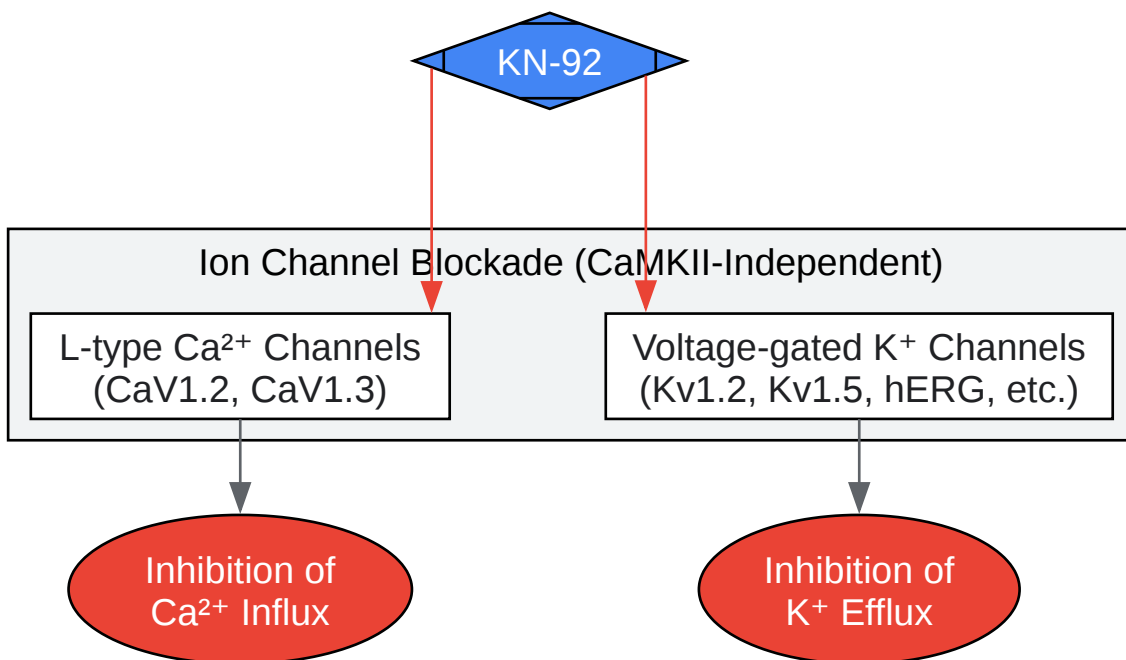 KN-92
Ion Channel Blockade (CaMKII-Independent)
L-type Ca²⁺ Channels
(CaV1.2, CaV1.3)
Voltage-gated K⁺ Channels
(Kv1.2, Kv1.5, hERG, etc.)
Inhibition of
Ca²⁺ Influx
Inhibition of
K⁺ Efflux